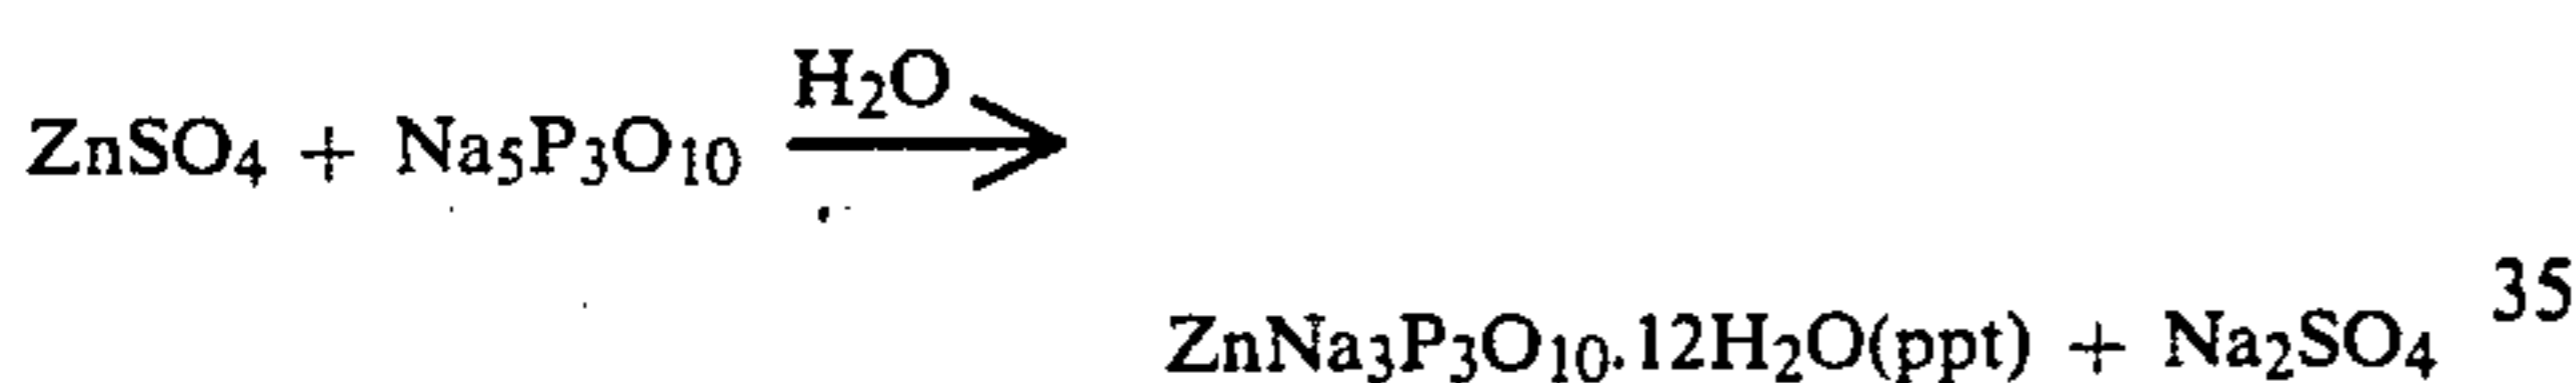 H₂O
ZnSO₄ + Na₅P₃O₁₀ ⟶
35
ZnNa₃P₃O₁₀.12H₂O(ppt) + Na₂SO₄